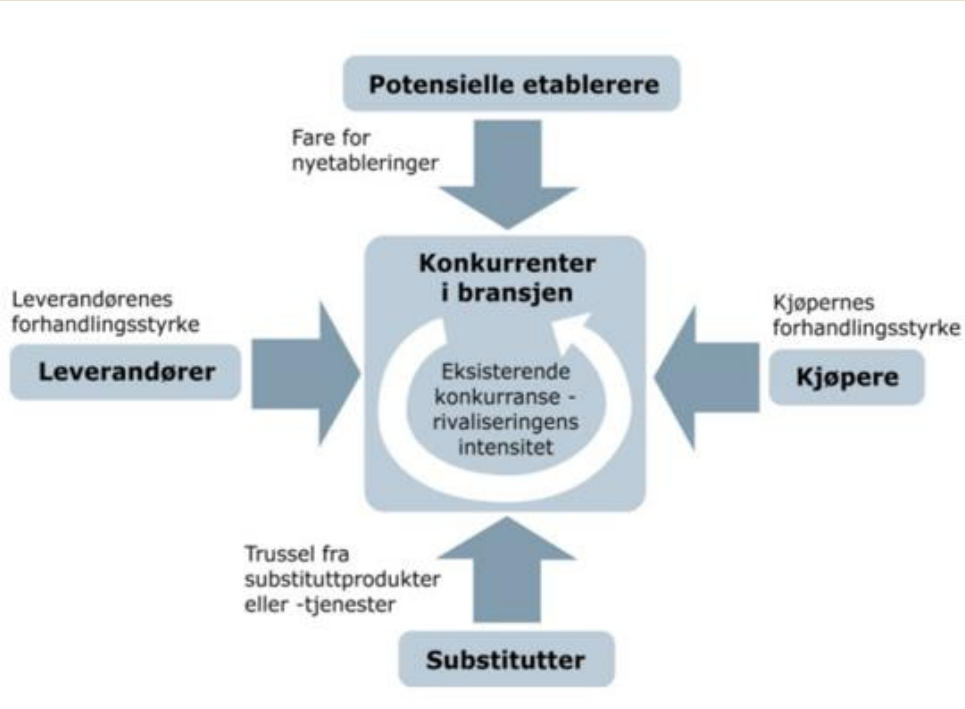 Potensielle etablerere
Fare for
nyetableringer
Konkurrenter
i bransjen
Leverandørenes
forhandlingsstyrke
Leverandører
Eksisterende
konkurranse -
rivaliseringens
intensitet
Kjøpernes
forhandlingsstyrke
Kjøpere
Trussel fra
substituttprodukter
eller -tjenester
Substitutter